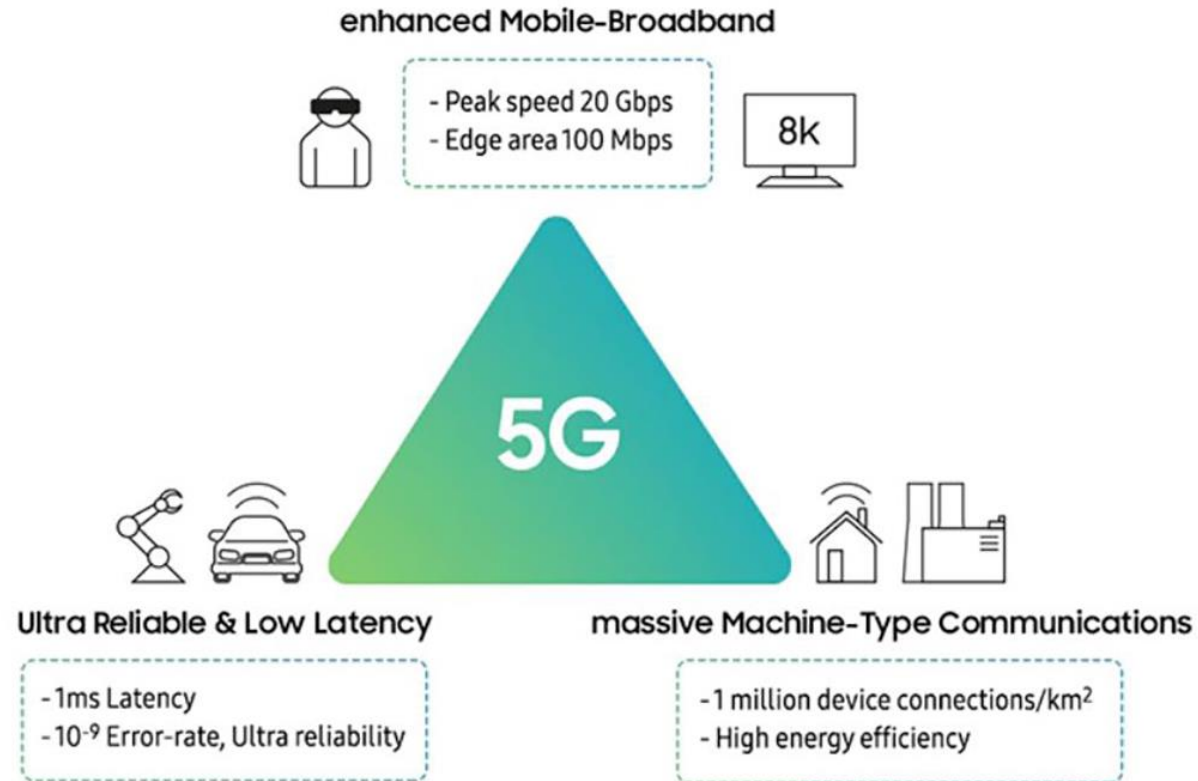 enhanced Mobile-Broadband
- Peak speed 20 Gbps
- Edge area 100 Mbps
8k
5G
Ultra Reliable & Low Latency
- 1ms Latency
- 10⁻⁹ Error-rate, Ultra reliability
massive Machine-Type Communications
- 1 million device connections/km²
- High energy efficiency